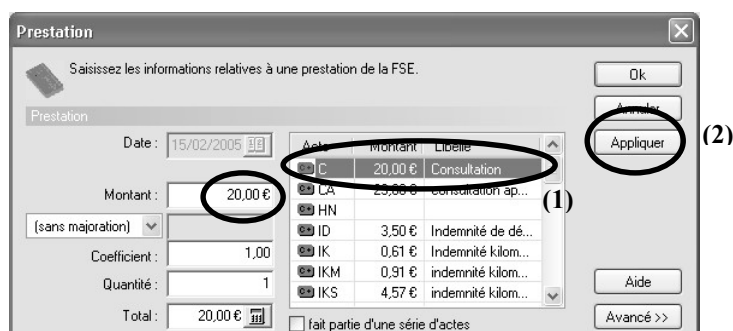 Prestation
Saisissez les informations relatives à une prestation de la FSE.
Ok
Annuler
Appliquer
(2)
Prestation
Date : 15/02/2005
Montant : 20,00 €
(sans majoration)
Coefficient : 1,00
Quantité : 1
Total : 20,00 €
Acte Montant Libellé
C 20,00 € Consultation
CA 23,00 € Consultation ap...
(1)
HN
ID 3,50 € Indemnité de dé...
IK 0,61 € Indemnité kilom...
IKM 0,91 € indemnité kilom...
IKS 4,57 € indemnité kilom...
fait partie d'une série d'actes
Aide
Avancé >>